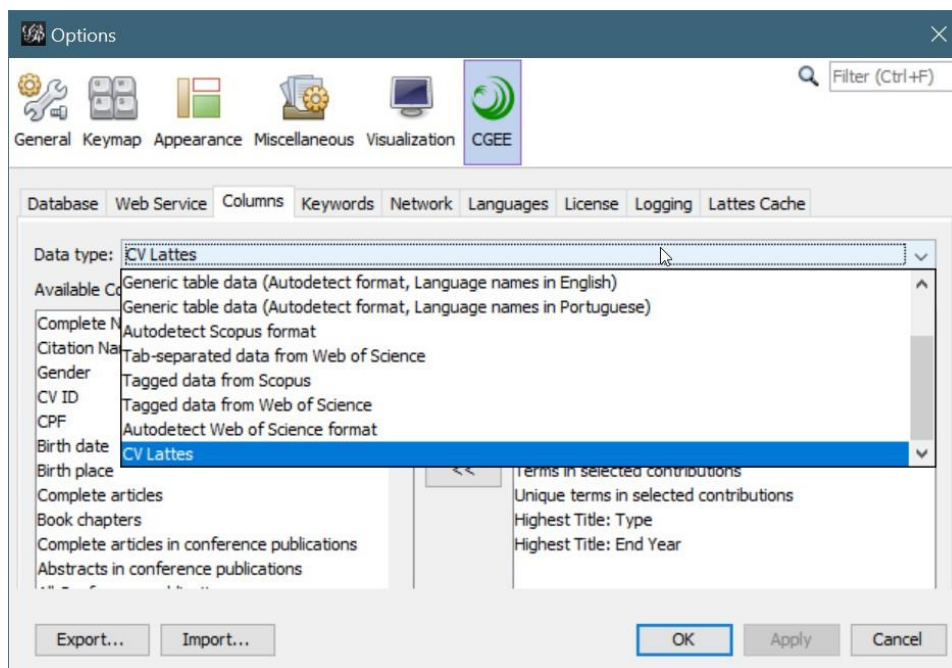 Options
Filter (Ctrl+F)
General Keymap Appearance Miscellaneous Visualization CGEE
Database Web Service Columns Keywords Network Languages License Logging Lattes Cache
Data type: CV Lattes
Generic table data (Autodetect format, Language names in English)
Generic table data (Autodetect format, Language names in Portuguese)
Autodetect Scopus format
Tab-separated data from Web of Science
Tagged data from Scopus
Tagged data from Web of Science
Autodetect Web of Science format
CV Lattes
Available
Complete
Citation
Gender
CV ID
CPF
Birth date
Birth place
Complete articles
Book chapters
Complete articles in conference publications
Abstracts in conference publications
<<
Terms in selected contributions
Unique terms in selected contributions
Highest Title: Type
Highest Title: End Year
Export... Import... OK Apply Cancel